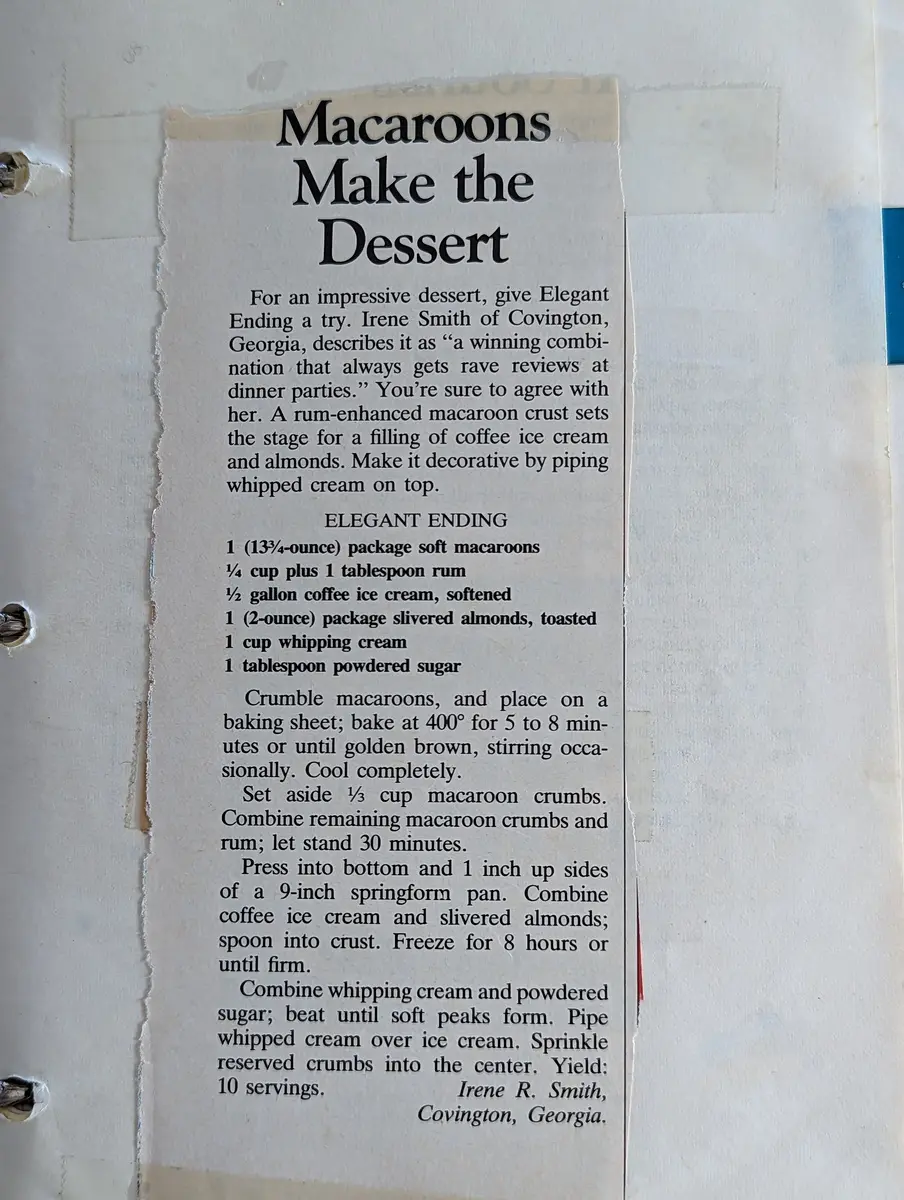 Macaroons
Make the
Dessert
For an impressive dessert, give Elegant
Ending a try. Irene Smith of Covington,
Georgia, describes it as “a winning combi-
nation that always gets rave reviews at
dinner parties.” You’re sure to agree with
her. A rum-enhanced macaroon crust sets
the stage for a filling of coffee ice cream
and almonds. Make it decorative by piping
whipped cream on top.
ELEGANT ENDING
1 (13¾-ounce) package soft macaroons
¼ cup plus 1 tablespoon rum
½ gallon coffee ice cream, softened
1 (2-ounce) package slivered almonds, toasted
1 cup whipping cream
1 tablespoon powdered sugar
Crumble macaroons, and place on a
baking sheet; bake at 400° for 5 to 8 min-
utes or until golden brown, stirring occa-
sionally. Cool completely.
Set aside ⅓ cup macaroon crumbs.
Combine remaining macaroon crumbs and
rum; let stand 30 minutes.
Press into bottom and 1 inch up sides
of a 9-inch springform pan. Combine
coffee ice cream and slivered almonds;
spoon into crust. Freeze for 8 hours or
until firm.
Combine whipping cream and powdered
sugar; beat until soft peaks form. Pipe
whipped cream over ice cream. Sprinkle
reserved crumbs into the center. Yield:
10 servings. Irene R. Smith,
Covington, Georgia.